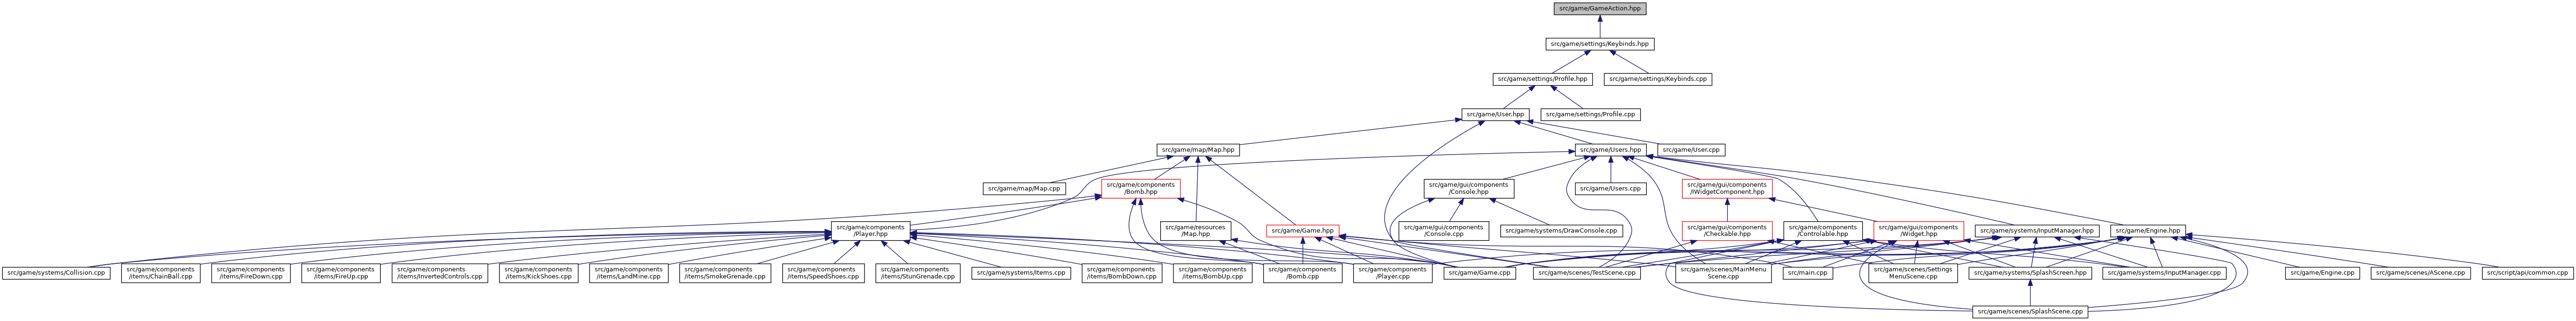 src/game/GameAction.hpp
src/game/settings/Keybinds.hpp
src/game/settings/Profile.hpp
src/game/settings/Keybinds.cpp
src/game/User.hpp
src/game/settings/Profile.cpp
src/game/map/Map.hpp
src/game/Users.hpp
src/game/User.cpp
src/game/map/Map.cpp
src/game/components
/Bomb.hpp
src/game/gui/components
/Console.hpp
src/game/Users.cpp
src/game/gui/components
/IWidgetComponent.hpp
src/game/components
/Player.hpp
src/game/resources
/Map.hpp
src/game/Game.hpp
src/game/gui/components
/Console.cpp
src/game/systems/DrawConsole.cpp
src/game/gui/components
/Checkable.hpp
src/game/components
/Controlable.hpp
src/game/gui/components
/Widget.hpp
src/game/systems/InputManager.hpp
src/game/Engine.hpp
src/game/systems/Collision.cpp
src/game/components
/items/ChainBall.cpp
src/game/components
/items/FireDown.cpp
src/game/components
/items/FireUp.cpp
src/game/components
/items/InvertedControls.cpp
src/game/components
/items/KickShoes.cpp
src/game/components
/items/LandMine.cpp
src/game/components
/items/SmokeGrenade.cpp
src/game/components
/items/SpeedShoes.cpp
src/game/components
/items/StunGrenade.cpp
src/game/systems/Items.cpp
src/game/components
/items/BombDown.cpp
src/game/components
/items/BombUp.cpp
src/game/components
/Bomb.cpp
src/game/components
/Player.cpp
src/game/Game.cpp
src/game/scenes/TestScene.cpp
src/game/scenes/MainMenu
Scene.cpp
src/main.cpp
src/game/scenes/Settings
MenuScene.cpp
src/game/systems/SplashScreen.hpp
src/game/systems/InputManager.cpp
src/game/Engine.cpp
src/game/scenes/AScene.cpp
src/script/api/common.cpp
src/game/scenes/SplashScene.cpp